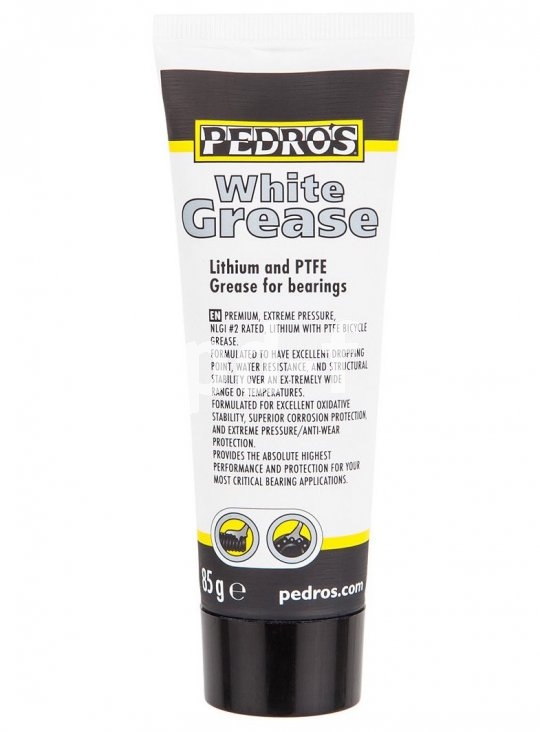 PEDRO'S
White
Grease
Lithium and PTFE
Grease for bearings
EN PREMIUM, EXTREME PRESSURE,
NLGI #2 RATED, LITHIUM WITH PTFE BICYCLE
GREASE.
FORMULATED TO HAVE EXCELLENT DROPPING
POINT, WATER RESISTANCE, AND STRUCTURAL
STABILITY OVER AN EX-TREMELY WIDE
RANGE OF TEMPERATURES.
FORMULATED FOR EXCELLENT OXIDATIVE
STABILITY, SUPERIOR CORROSION PROTECTION,
AND EXTREME PRESSURE/ANTI-WEAR
PROTECTION.
PROVIDES THE ABSOLUTE HIGHEST
PERFORMANCE AND PROTECTION FOR YOUR
MOST CRITICAL BEARING APPLICATIONS.
85 g ℮
pedros.com